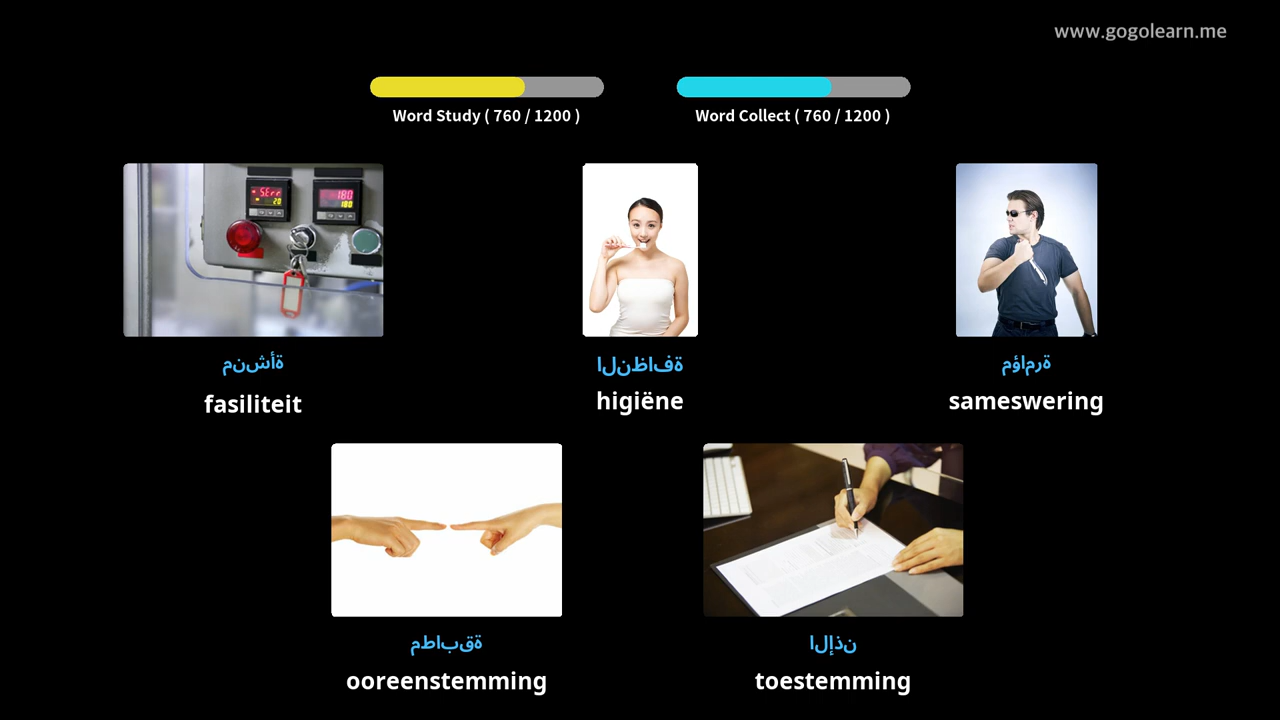 www.gogolearn.me
Word Study ( 760 / 1200 )
Word Collect ( 760 / 1200 )
منشأة
النظافة
مؤامرة
fasiliteit
higiëne
sameswering
مطابقة
الإذن
ooreenstemming
toestemming